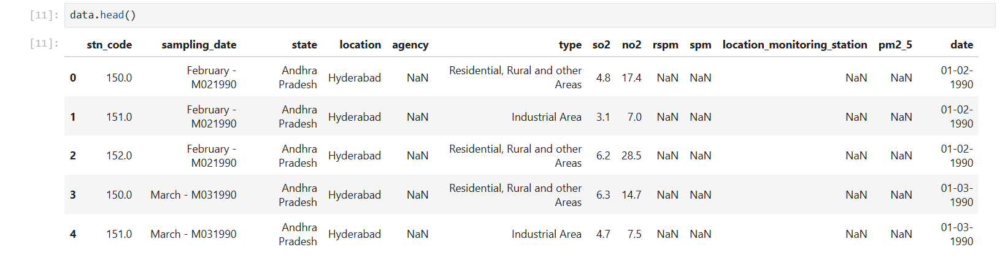 [11]: data.head()
[11]: stn_code sampling_date state location agency type so2 no2 rspm spm location_monitoring_station pm2_5 date
0 150.0 February - M021990 Andhra Pradesh Hyderabad NaN Residential, Rural and other Areas 4.8 17.4 NaN NaN NaN NaN 01-02-1990
1 151.0 February - M021990 Andhra Pradesh Hyderabad NaN Industrial Area 3.1 7.0 NaN NaN NaN NaN 01-02-1990
2 152.0 February - M021990 Andhra Pradesh Hyderabad NaN Residential, Rural and other Areas 6.2 28.5 NaN NaN NaN NaN 01-02-1990
3 150.0 March - M031990 Andhra Pradesh Hyderabad NaN Residential, Rural and other Areas 6.3 14.7 NaN NaN NaN NaN 01-03-1990
4 151.0 March - M031990 Andhra Pradesh Hyderabad NaN Industrial Area 4.7 7.5 NaN NaN NaN NaN 01-03-1990